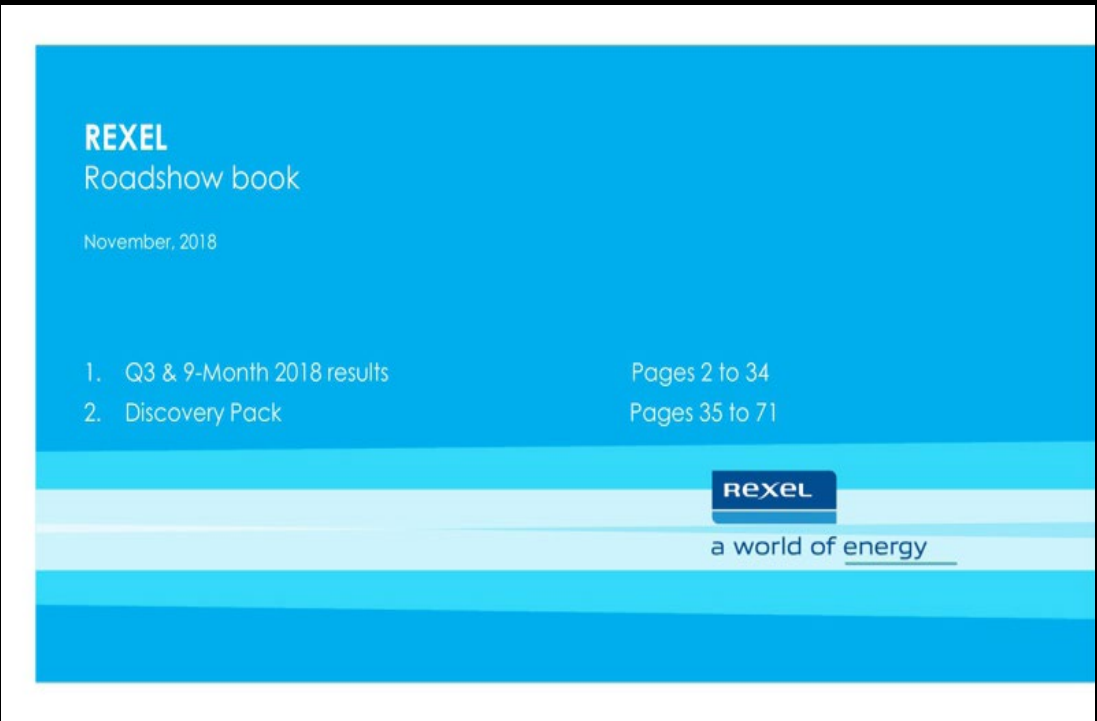 REXEL
Roadshow book
November, 2018
1. Q3 & 9-Month 2018 results Pages 2 to 34
2. Discovery Pack Pages 35 to 71
REXEL
a world of energy